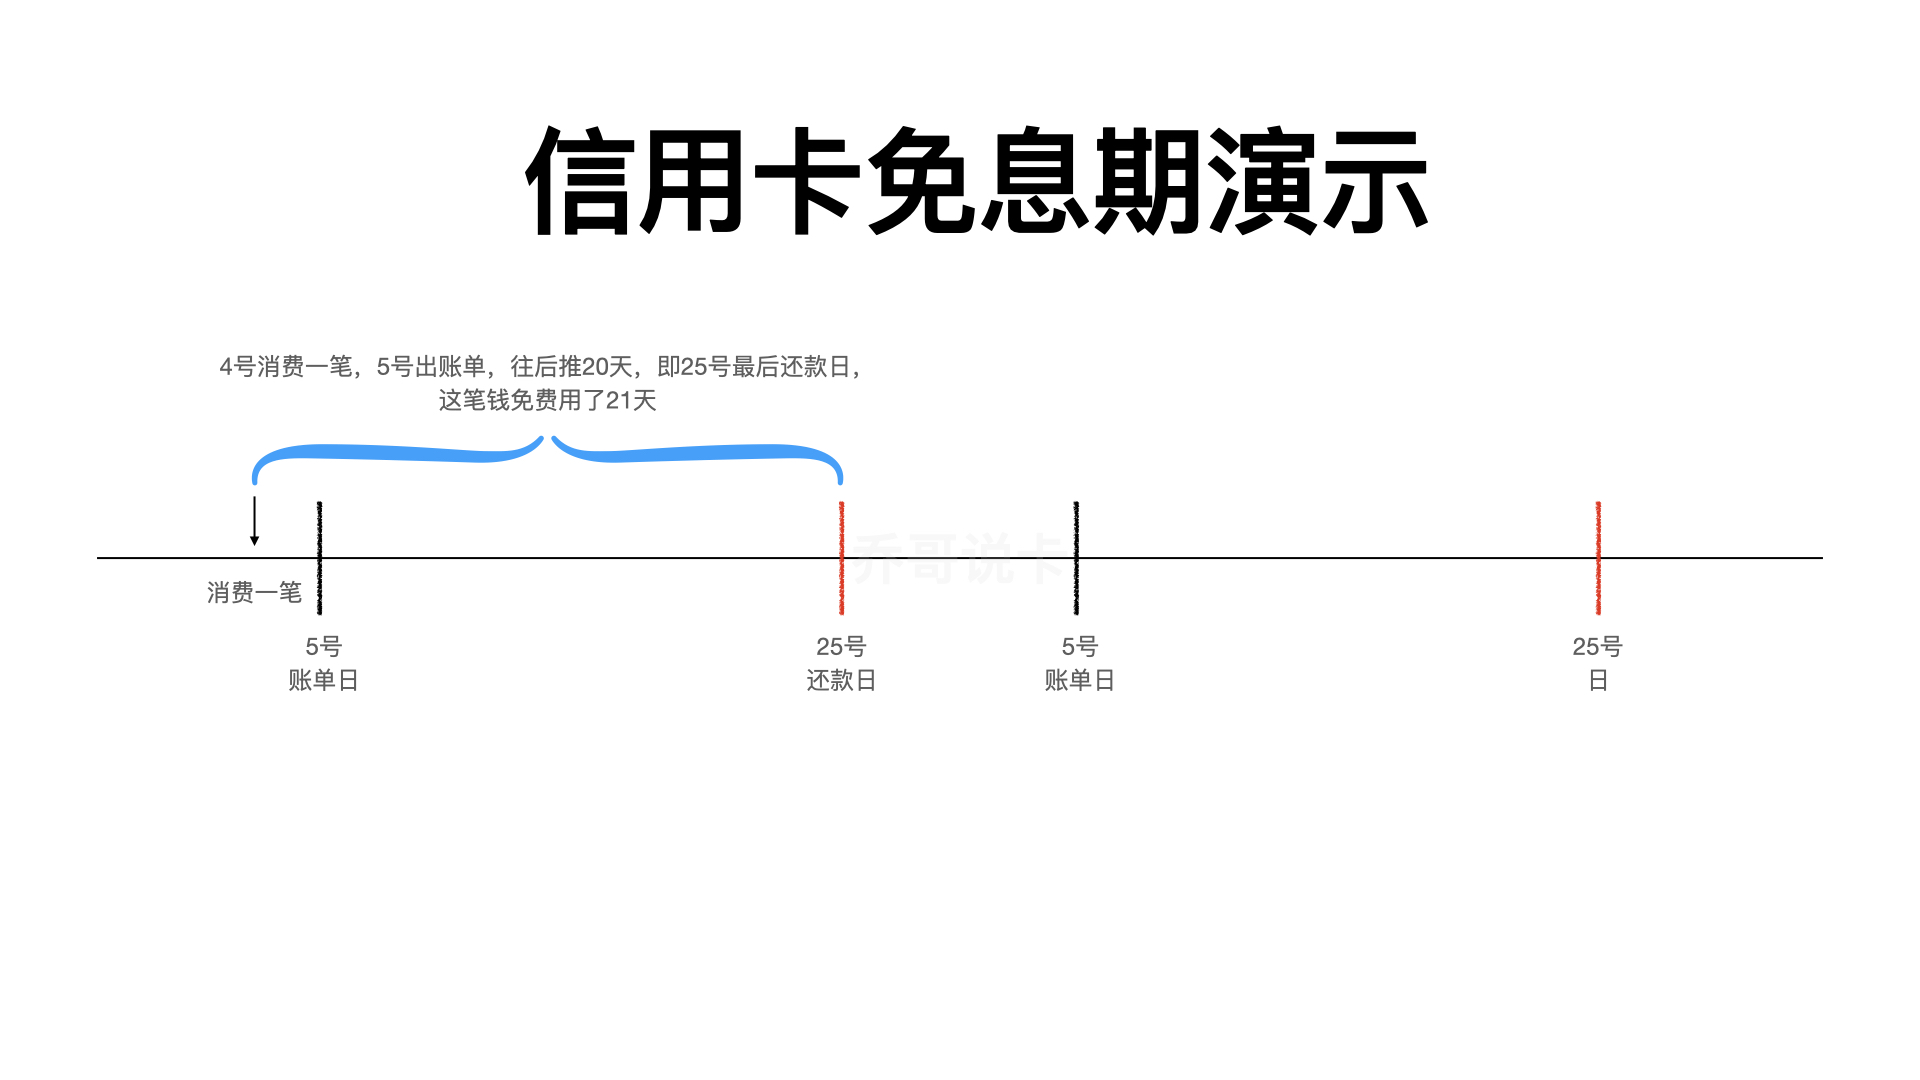 信用卡免息期演示
4号消费一笔，5号出账单，往后推20天，即25号最后还款日，
这笔钱免费用了21天
乔哥说卡
消费一笔
5号
账单日
25号
还款日
5号
账单日
25号
日